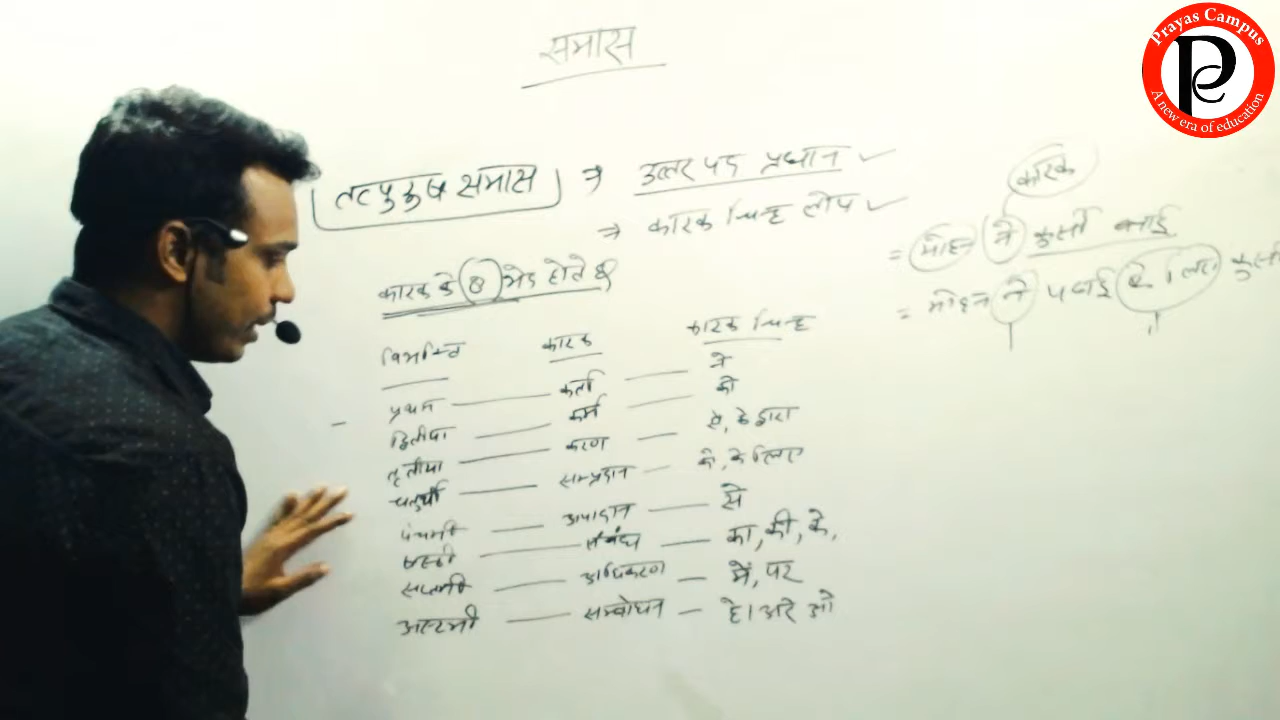 समास
तत्पुरुष समास ⇒ उत्तर पद प्रधान ✓
⇒ कारक चिन्ह लोप ✓
कारक के 8 भेद होते हैं
विभक्ति कारक कारक चिन्ह
प्रथम — कर्ता — ने
द्वितीया — कर्म — को
तृतीया — करण — से, के द्वारा
चतुर्थी — सम्प्रदान — को, के लिए
पंचमी — अपादान — से
षष्ठी — संबंध — का, की, के,
सप्तमी — अधिकरण — में, पर
अष्टमी — सम्बोधन — हे। अरे ओ
कारक
= मोहन ने कुर्सी बनाई
= मोहन ने पढाई के लिए
Prayas Campus
PC
A new era of education